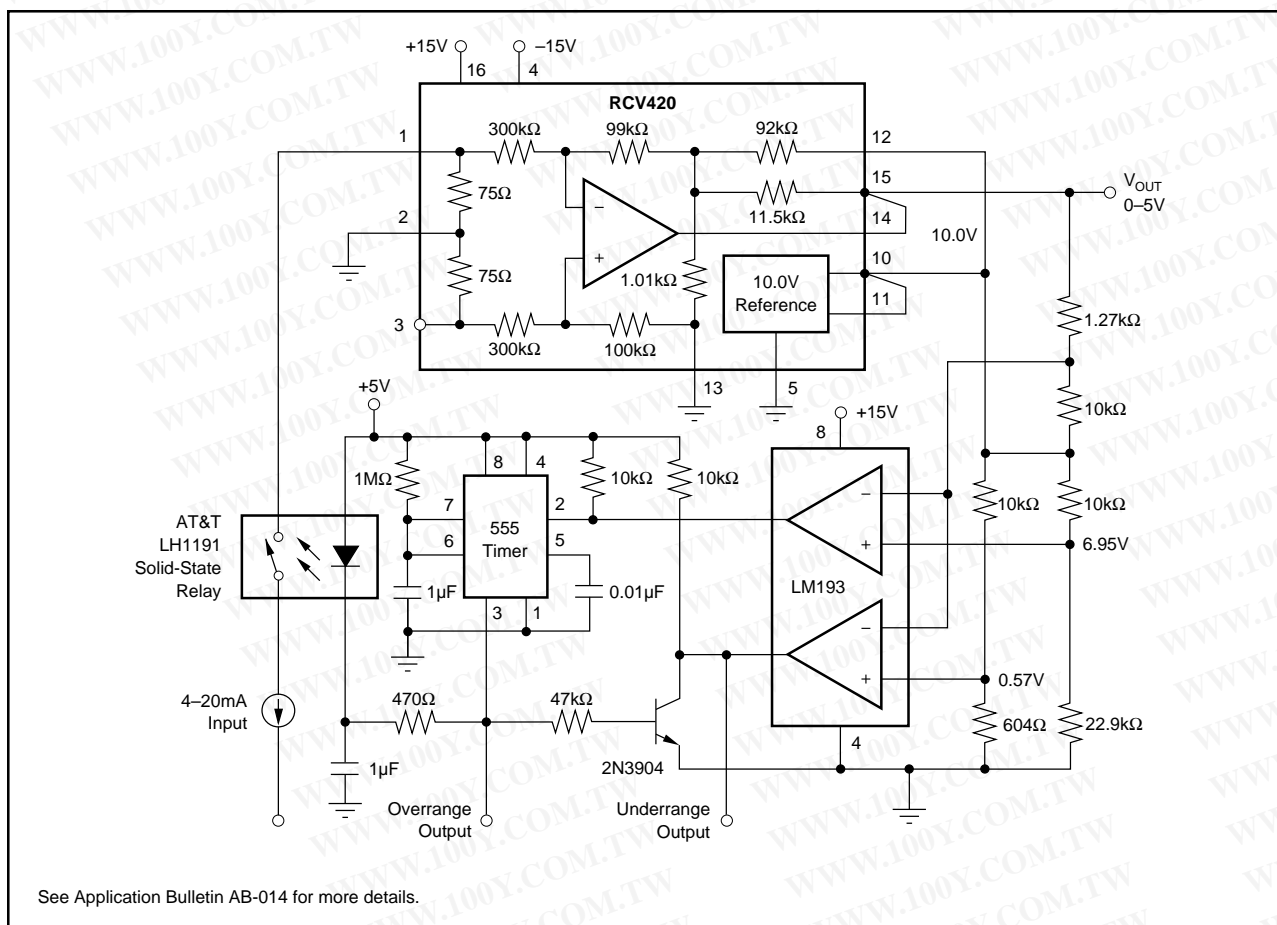 +15V
–15V
16
4
RCV420
1
300kΩ
99kΩ
92kΩ
12
75Ω
15
V_OUT
0–5V
11.5kΩ
14
2
−
+
10.0V
75Ω
1.01kΩ
10
10.0V
Reference
11
3
300kΩ
100kΩ
1.27kΩ
13
5
+5V
+15V
8
10kΩ
8
4
1MΩ
10kΩ
10kΩ
−
10kΩ
10kΩ
AT&T
LH1191
Solid-State
Relay
7
2
555
Timer
6
5
+
6.95V
LM193
1µF
0.01µF
3
1
−
+
0.57V
4–20mA
Input
470Ω
47kΩ
604Ω
22.9kΩ
4
1µF
2N3904
Overrange
Output
Underrange
Output
See Application Bulletin AB-014 for more details.
WWW.100Y.COM.TW